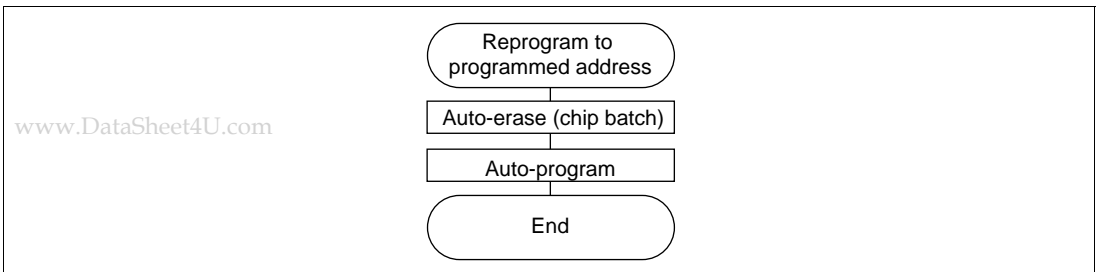 Reprogram to
programmed address
www.DataSheet4U.com
Auto-erase (chip batch)
Auto-program
End